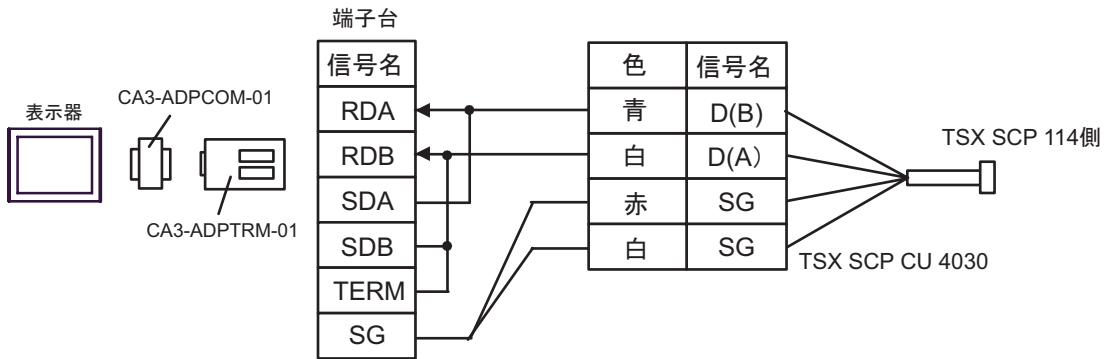 端子台
信号名
RDA
RDB
SDA
SDB
TERM
SG
表示器
CA3-ADPCOM-01
CA3-ADPTRM-01
色 信号名
青 D(B)
白 D(A)
赤 SG
白 SG
TSX SCP 114側
TSX SCP CU 4030